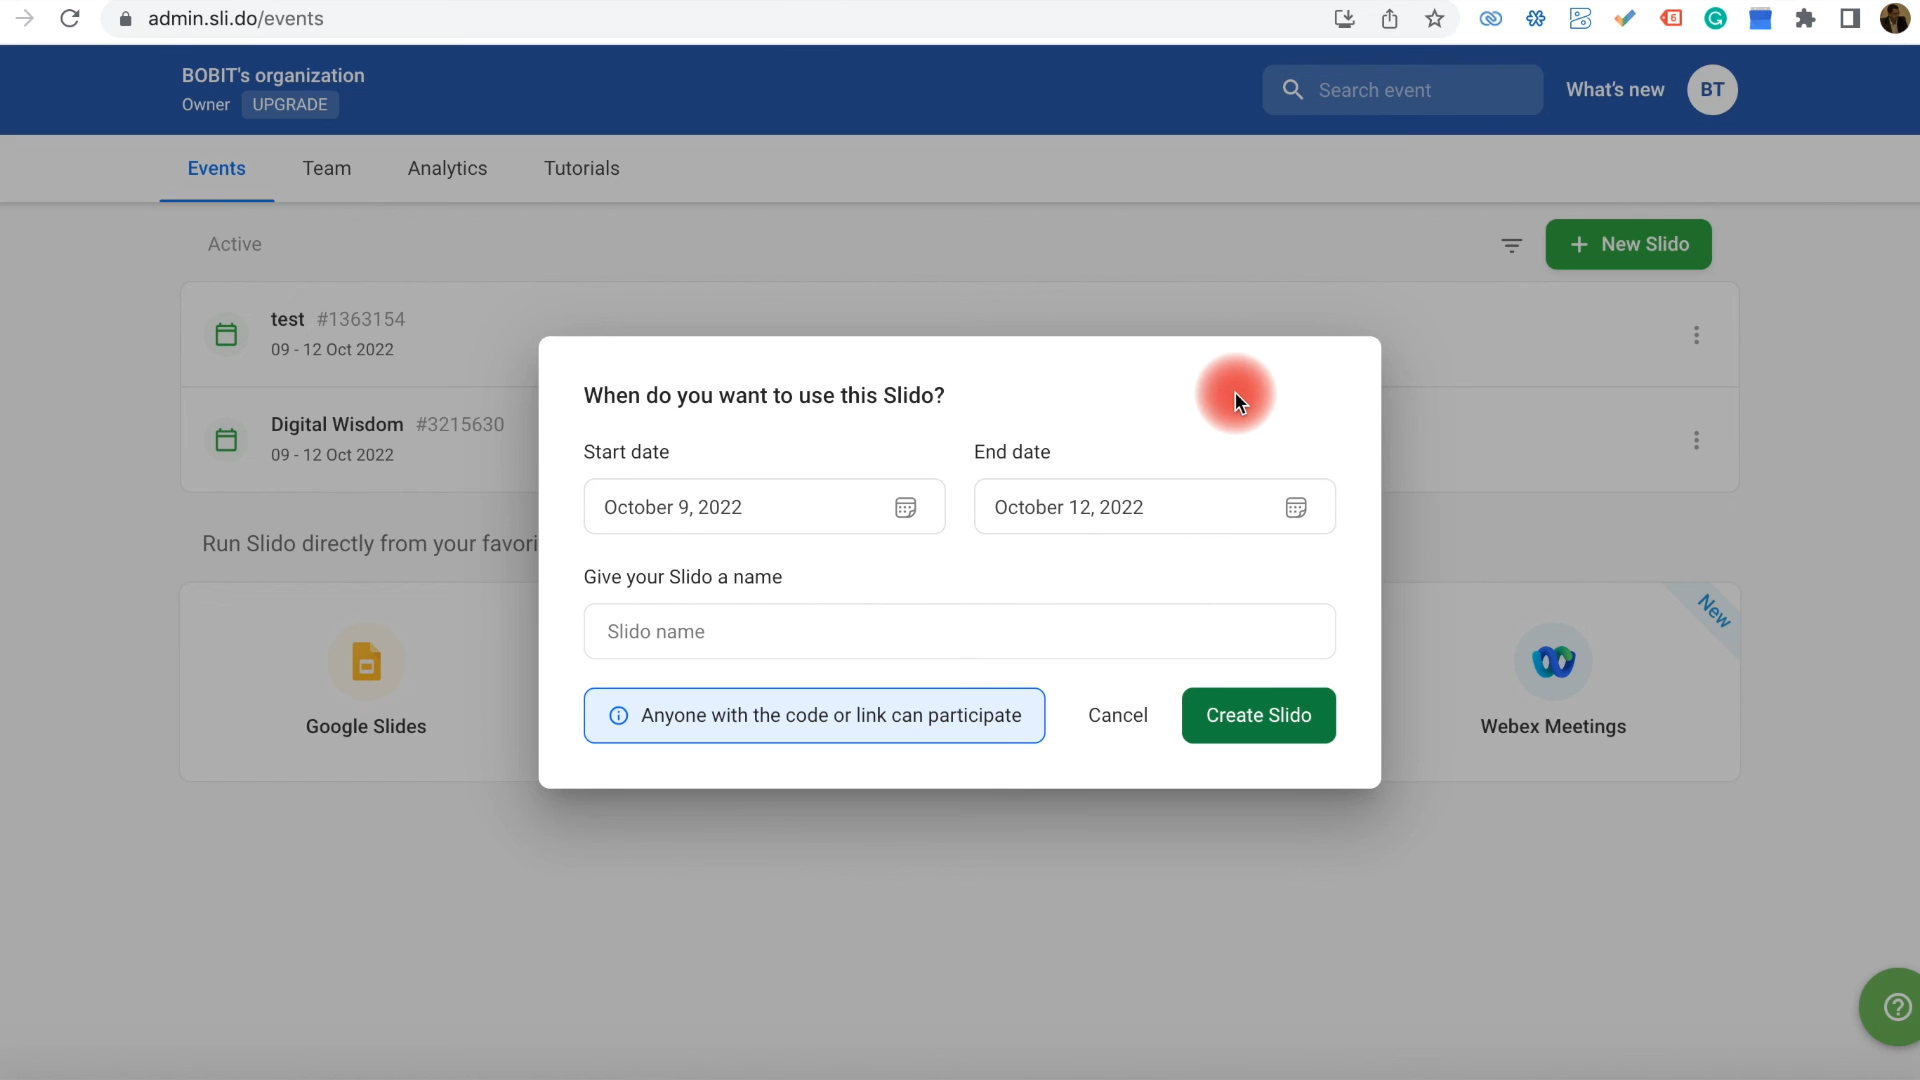 admin.sli.do/events
6
BOBIT's organization
Owner UPGRADE
Search event
What's new
BT
Events Team Analytics Tutorials
Active
New Slido
test #1363154
09 - 12 Oct 2022
Digital Wisdom #3215630
09 - 12 Oct 2022
When do you want to use this Slido?
Start date End date
October 9, 2022 October 12, 2022
Give your Slido a name
Slido name
Anyone with the code or link can participate
Cancel
Create Slido
Run Slido directly from your favori
Google Slides
New
Webex Meetings